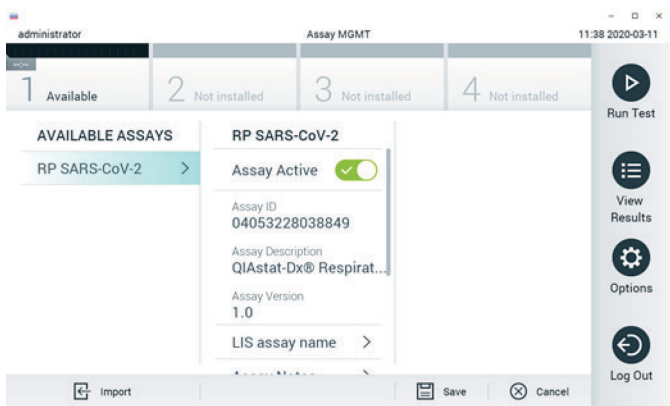 administrator Assay MGMT 11:38 2020-03-11
1 Available 2 Not installed 3 Not installed 4 Not installed
Run Test
AVAILABLE ASSAYS RP SARS-CoV-2
RP SARS-CoV-2 Assay Active
View
Results
Assay ID
04053228038849
Assay Description
QIAstat-Dx® Respirat...
Options
Assay Version
1.0
LIS assay name
Log Out
Import Save Cancel